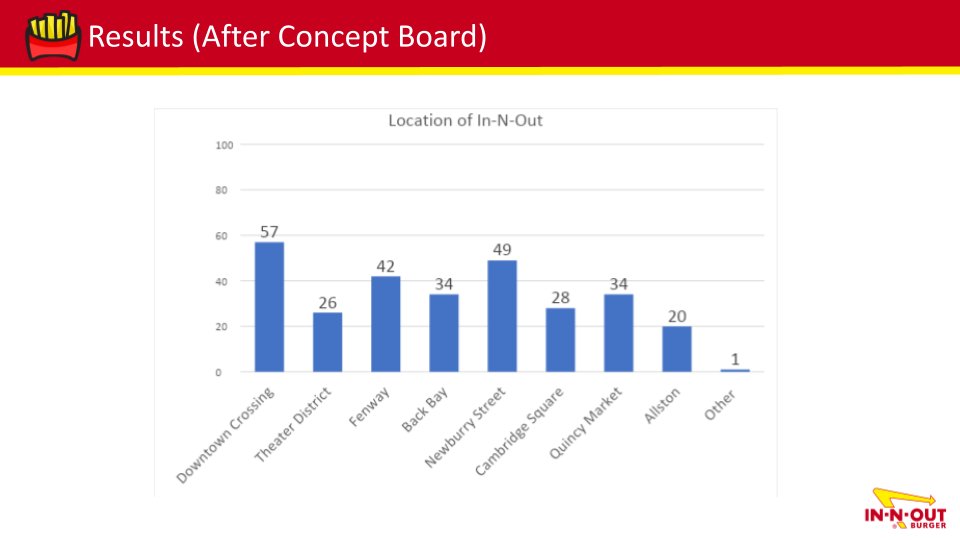 Results (After Concept Board)
Location of In-N-Out
100
80
60
40
20
0
57
26
42
34
49
28
34
20
1
Downtown Crossing
Theater District
Fenway
Back Bay
Newburry Street
Cambridge Square
Quincy Market
Allston
Other
IN-N-OUT
® BURGER